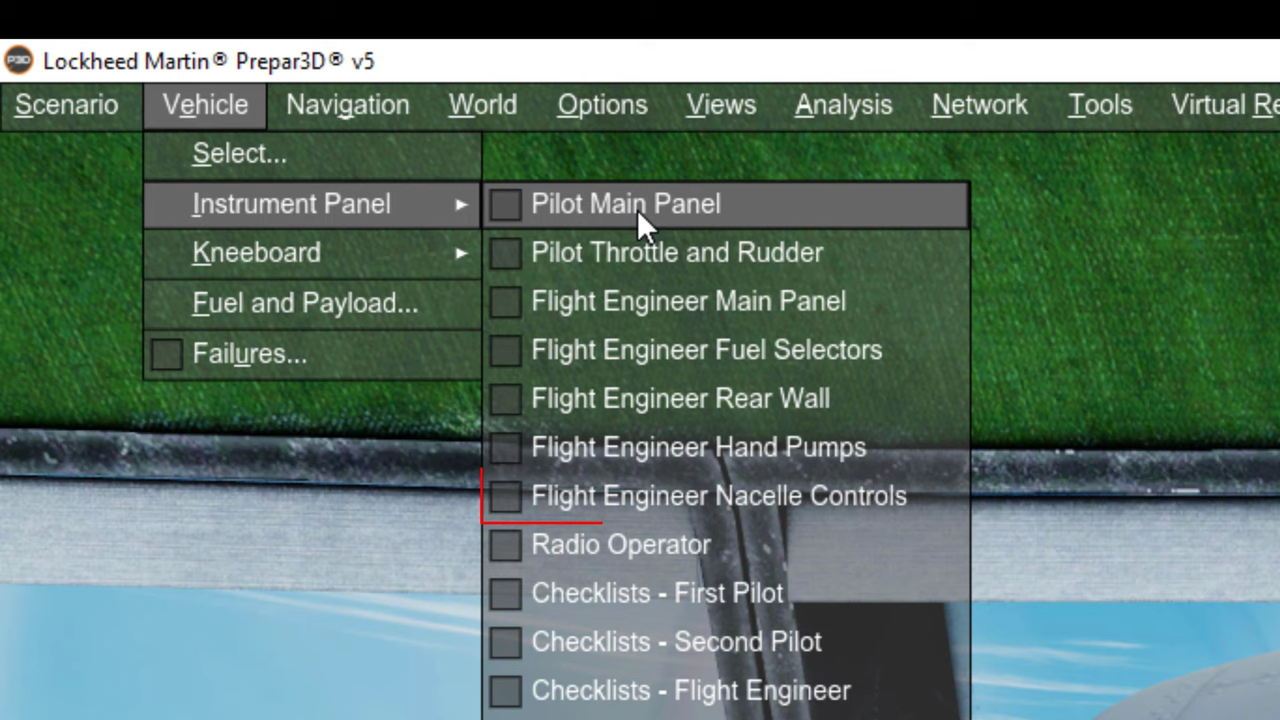 P3D Lockheed Martin® Prepar3D® v5
Scenario Vehicle Navigation World Options Views Analysis Network Tools Virtual Re
Select...
Instrument Panel
Kneeboard
Fuel and Payload...
Failures...
Pilot Main Panel
Pilot Throttle and Rudder
Flight Engineer Main Panel
Flight Engineer Fuel Selectors
Flight Engineer Rear Wall
Flight Engineer Hand Pumps
Flight Engineer Nacelle Controls
Radio Operator
Checklists - First Pilot
Checklists - Second Pilot
Checklists - Flight Engineer